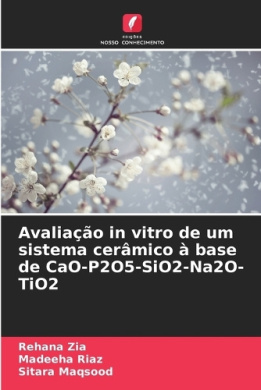 edições
NOSSO CONHECIMENTO
Avaliação in vitro de um
sistema cerâmico à base
de CaO-P2O5-SiO2-Na2O-
TiO2
Rehana Zia
Madeeha Riaz
Sitara Maqsood